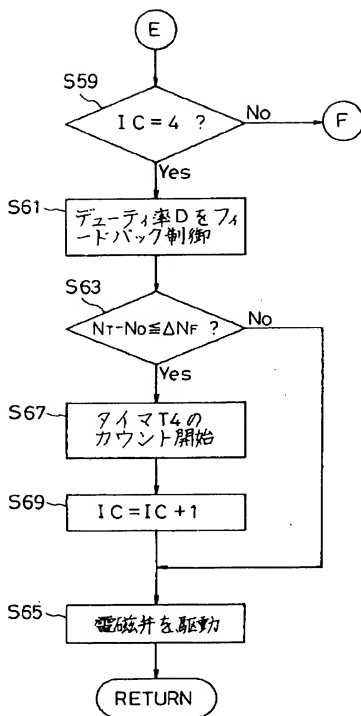 E
S59
IC=4 ?
No
F
Yes
S61
デューティ率Dをフィ
ードバック制御
S63
NT-NO≦ΔNF ?
No
Yes
S67
タイマT4の
カウント開始
S69
IC=IC+1
S65
電磁弁を駆動
RETURN